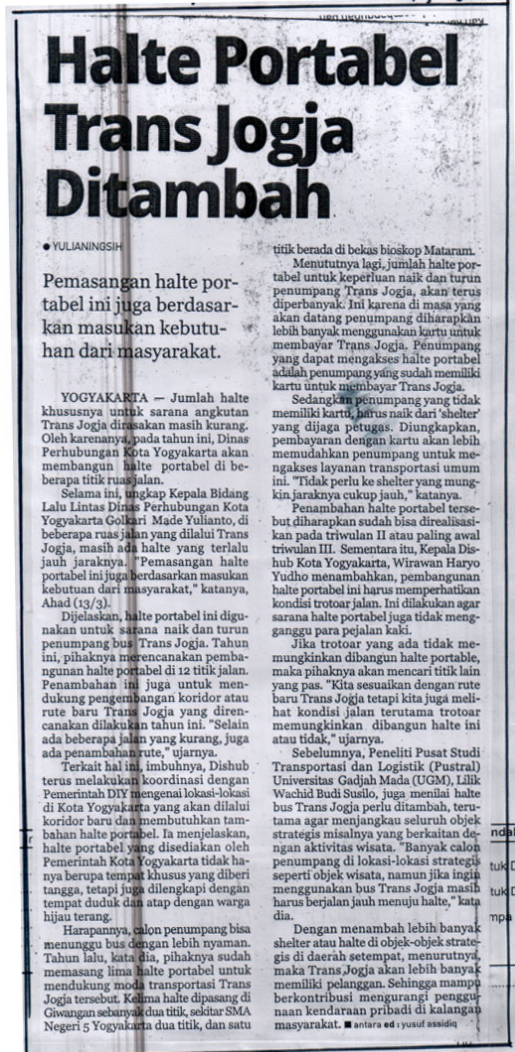 Halte Portabel
Trans Jogja
Ditambah
● YULIANINGSIH
Pemasangan halte por-
tabel ini juga berdasar-
kan masukan kebutu-
han dari masyarakat.
YOGYAKARTA — Jumlah halte
khususnya untuk sarana angkutan
Trans Jogja dirasakan masih kurang.
Oleh karenanya, pada tahun ini, Dinas
Perhubungan Kota Yogyakarta akan
membangun halte portabel di be-
berapa titik ruas jalan.
Selama ini, ungkap Kepala Bidang
Lalu Lintas Dinas Perhubungan Kota
Yogyakarta Golkari Made Yulianto, di
beberapa ruas jalan yang dilalui Trans
Jogja, masih ada halte yang terlalu
jauh jaraknya. "Pemasangan halte
portabel ini juga berdasarkan masukan
kebutuan dari masyarakat," katanya,
Ahad (13/3).
Dijelaskan, halte portabel ini digu-
nakan untuk sarana naik dan turun
penumpang bus Trans Jogja. Tahun
ini, pihaknya merencanakan pemba-
ngunan halte portabel di 12 titik jalan.
Penambahan ini juga untuk men-
dukung pengembangan koridor atau
rute baru Trans Jogja yang diren-
canakan dilakukan tahun ini. "Selain
ada beberapa jalan yang kurang, juga
ada penambahan rute," ujarnya.
Terkait hal ini, imbuhnya, Dishub
terus melakukan koordinasi dengan
Pemerintah DIY mengenai lokasi-lokasi
di Kota Yogyakarta yang akan dilalui
koridor baru dan membutuhkan tam-
bahan halte portabel. Ia menjelaskan,
halte portabel yang disediakan oleh
Pemerintah Kota Yogyakarta tidak ha-
nya berupa tempat khusus yang diberi
tangga, tetapi juga dilengkapi dengan
tempat duduk dan atap dengan warga
hijau terang.
Harapannya, calon penumpang bisa
menunggu bus dengan lebih nyaman.
Tahun lalu, kata dia, pihaknya sudah
memasang lima halte portabel untuk
mendukung moda transportasi Trans
Jogja tersebut. Kelima halte dipasang di
Giwangan sebanyak dua titik, sekitar SMA
Negeri 5 Yogyakarta dua titik, dan satu
titik berada di bekas bioskop Mataram.
Menututnya lagi, jumlah halte por-
tabel untuk keperluan naik dan turun
penumpang Trans Jogja, akan terus
diperbanyak. Ini karena di masa yang
akan datang penumpang diharapkan
lebih banyak menggunakan kartu untuk
membayar Trans Jogja. Penumpang
yang dapat mengakses halte portabel
adalah penumpang yang sudah memiliki
kartu untuk membayar Trans Jogja.
Sedangkan penumpang yang tidak
memiliki kartu, harus naik dari 'shelter'
yang dijaga petugas. Diungkapkan,
pembayaran dengan kartu akan lebih
memudahkan penumpang untuk me-
ngakses layanan transportasi umum
ini. "Tidak perlu ke shelter yang mung-
kin jaraknya cukup jauh," katanya.
Penambahan halte portabel terse-
but diharapkan sudah bisa direalisasi-
kan pada triwulan II atau paling awal
triwulan III. Sementara itu, Kepala Dis-
hub Kota Yogyakarta, Wirawan Haryo
Yudho menambahkan, pembangunan
halte portabel ini harus memperhatikan
kondisi trotoar jalan. Ini dilakukan agar
sarana halte portabel juga tidak meng-
ganggu para pejalan kaki.
Jika trotoar yang ada tidak me-
mungkinkan dibangun halte portable,
maka pihaknya akan mencari titik lain
yang pas. "Kita sesuaikan dengan rute
baru Trans Jogja tetapi kita juga meli-
hat kondisi jalan terutama trotoar
memungkinkan dibangun halte ini
atau tidak," ujarnya.
Sebelumnya, Peneliti Pusat Studi
Transportasi dan Logistik (Pustral)
Universitas Gadjah Mada (UGM), Lilik
Wachid Budi Susilo, juga menilai halte
bus Trans Jogja perlu ditambah, teru-
tama agar menjangkau seluruh objek
strategis misalnya yang berkaitan de-
ngan aktivitas wisata. "Banyak calon
penumpang di lokasi-lokasi strategis
seperti objek wisata, namun jika ingin
menggunakan bus Trans Jogja masih
harus berjalan jauh menuju halte," kata
dia.
Dengan menambah lebih banyak
shelter atau halte di objek-objek strate-
gis di daerah setempat, menurutnya,
maka Trans Jogja akan lebih banyak
memiliki pelanggan. Sehingga mampu
berkontribusi mengurangi penggu-
naan kendaraan pribadi di kalangan
masyarakat. ■ antara ed : yusuf assidiq
ndal
tuk D
tuk D
mpa